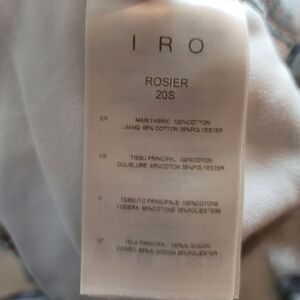 IRO
ROSIER
20S
EN
MAIN FABRIC: 100%COTTON
LINING: 65% COTTON 35%POLYESTER
FR
TISSU PRINCIPAL: 100%COTON
DOUBLURE: 65%COTON 35%POLYESTER
IT
TESSUTO PRINCIPALE: 100%COTONE
FODERA: 65%COTONE 35%POLIESTERE
TELA PRINCIPAL: 100%ALGODON
FORRO: 65%ALGODON 35%POLIESTER